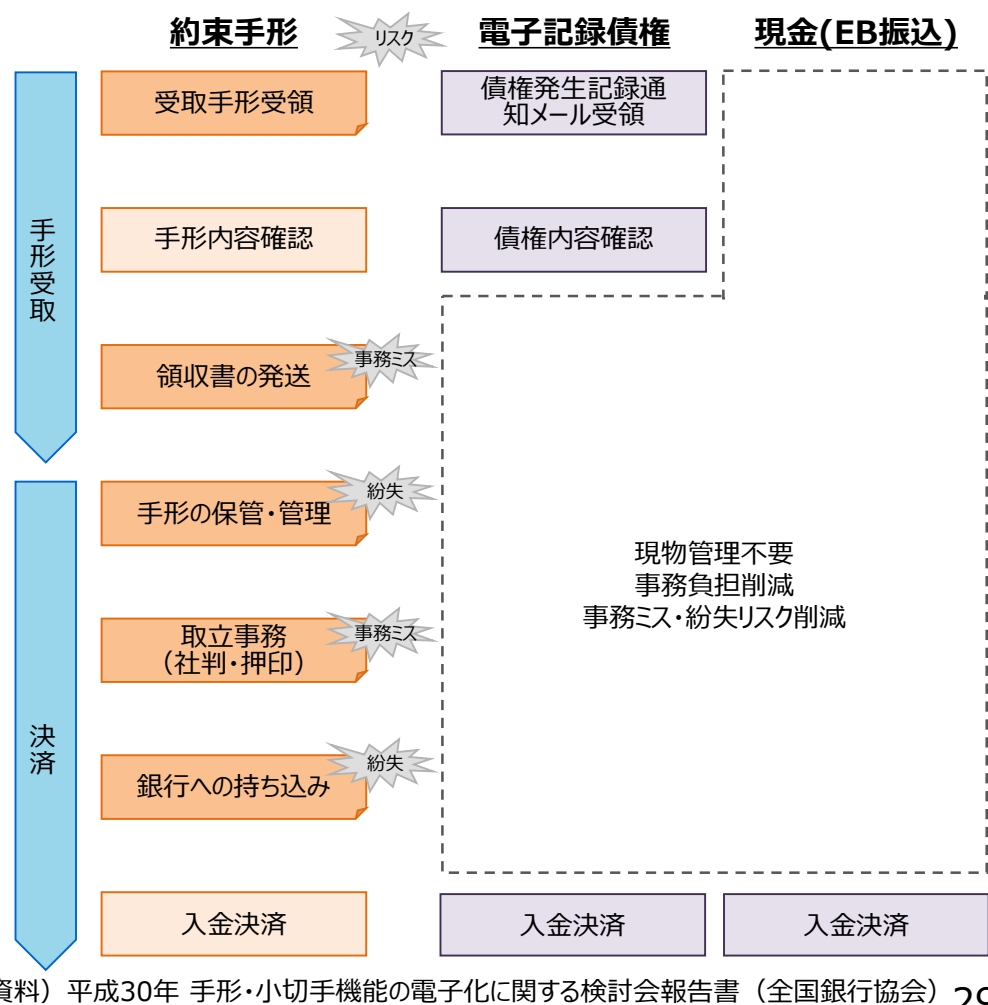 約束手形
リスク
電子記録債権
現金(EB振込)
受取手形受領
債権発生記録通
知メール受領
手形受取
手形内容確認
債権内容確認
領収書の発送
事務ミス
手形の保管・管理
紛失
現物管理不要
事務負担削減
事務ミス・紛失リスク削減
取立事務
（社判・押印）
事務ミス
決済
銀行への持ち込み
紛失
入金決済
入金決済
入金決済
資料）平成30年 手形・小切手機能の電子化に関する検討会報告書（全国銀行協会）